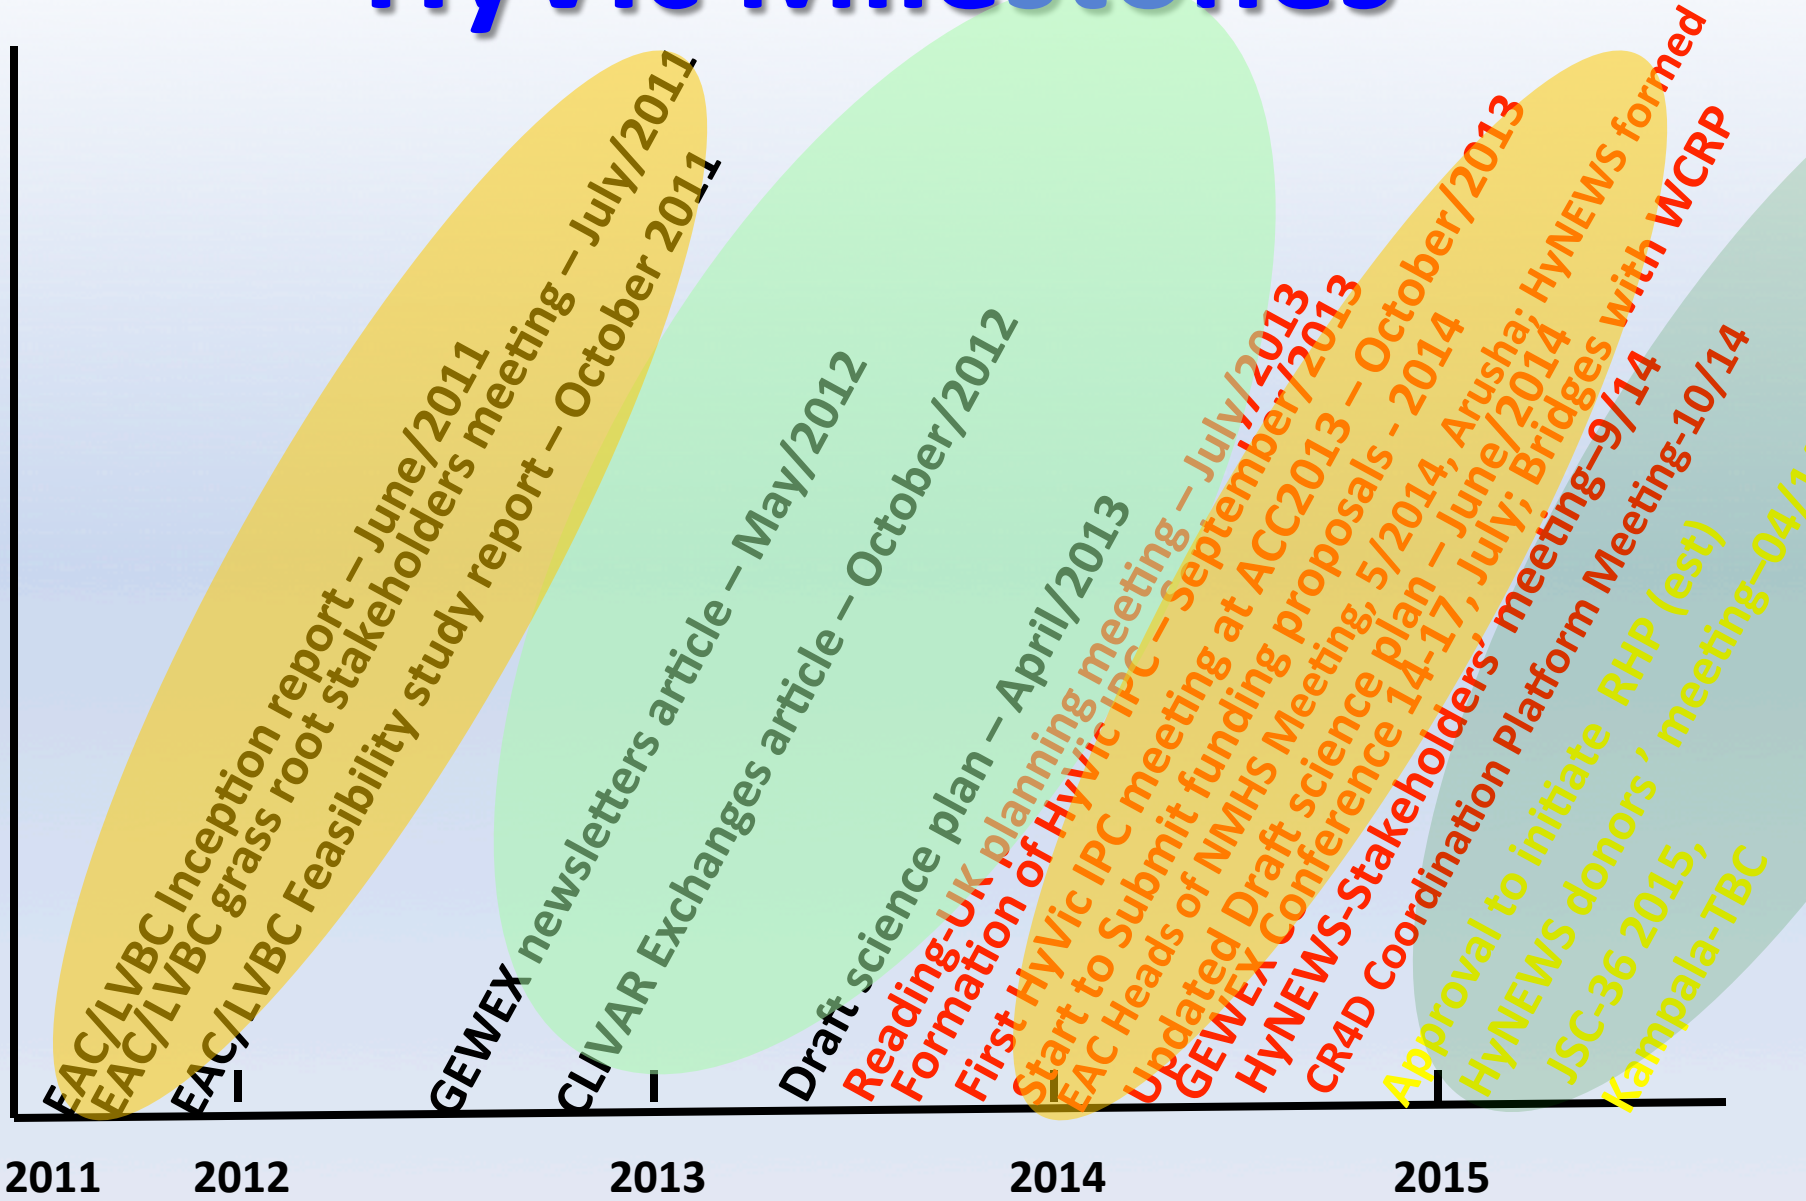 HyVic Milestones
EAC/LVBC Inception report – June/2011
EAC/LVBC grass root stakeholders meeting – July/2011
EAC/LVBC Feasibility study report – October 2011
GEWEX newsletters article – May/2012
CLIVAR Exchanges article – October/2012
Draft science plan – April/2013
Reading-UK planning meeting – July/2013
Formation of HyVic IPC – September/2013
First HyVic IPC meeting at ACC2013 – October/2013
Start to Submit funding proposals - 2014
EAC Heads of NMHS Meeting, 5/2014, Arusha; HyNEWS formed
Updated Draft science plan – June/2014
GEWEX Conference 14-17, July; Bridges with WCRP
HyNEWS-Stakeholders’ meeting–9/14
CR4D Coordination Platform Meeting-10/14
Approval to initiate RHP (est)
HyNEWS donors’ meeting–04/1
JSC-36 2015,
Kampala-TBC
2011 2012 2013 2014 2015